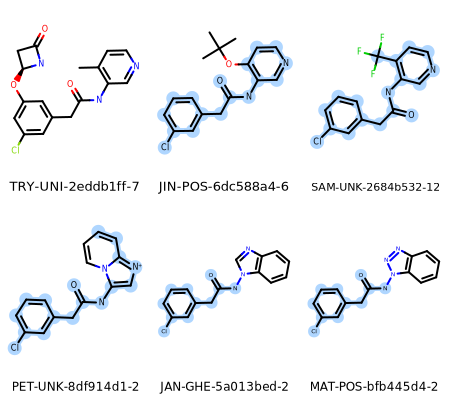 O
N
O
O
N
N
Cl
TRY-UNI-2eddb1ff-7
O
O
N
N
Cl
JIN-POS-6dc588a4-6
F
F
F
N
N
O
Cl
SAM-UNK-2684b532-12
N
N+
O
N
Cl
PET-UNK-8df914d1-2
N
O
N
N
Cl
JAN-GHE-5a013bed-2
N
N
O
N
N
Cl
MAT-POS-bfb445d4-2